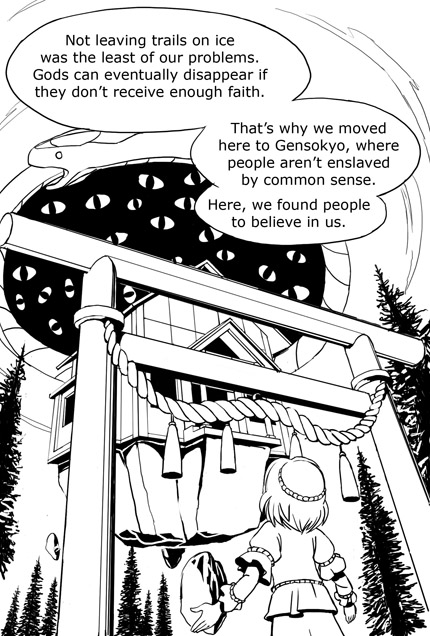 Not leaving trails on ice
was the least of our problems.
Gods can eventually disappear if
they don't receive enough faith.
That's why we moved
here to Gensokyo, where
people aren't enslaved
by common sense.
Here, we found people
to believe in us.